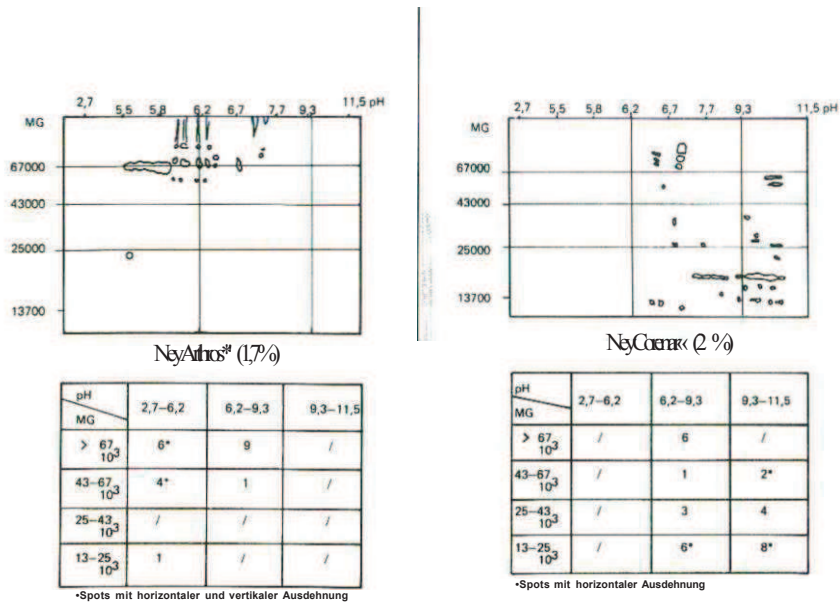 2,7 5,5 5,8 6,2 6,7 7,7 9,3 11,5 pH
MG
67000
43000
25000
13700
NeyArthros®* (1,7%)
pH
MG
2,7–6,2 6,2–9,3 9,3–11,5
> 67 10³ 6* 9 /
43–67 10³ 4* 1 /
25–43 10³ / / /
13–25 10³ 1 / /
•Spots mit horizontaler und vertikaler Ausdehnung
2,7 5,5 5,8 6,2 6,7 7,7 9,3 11,5 pH
MG
67000
43000
25000
13700
(2 %)
pH
MG
2,7–6,2 6,2–9,3 9,3–11,5
> 67 10³ / 6 /
43–67 10³ / 1 2*
25–43 10³ / 3 4
13–25 10³ / 6* 8*
•Spots mit horizontaler Ausdehnung